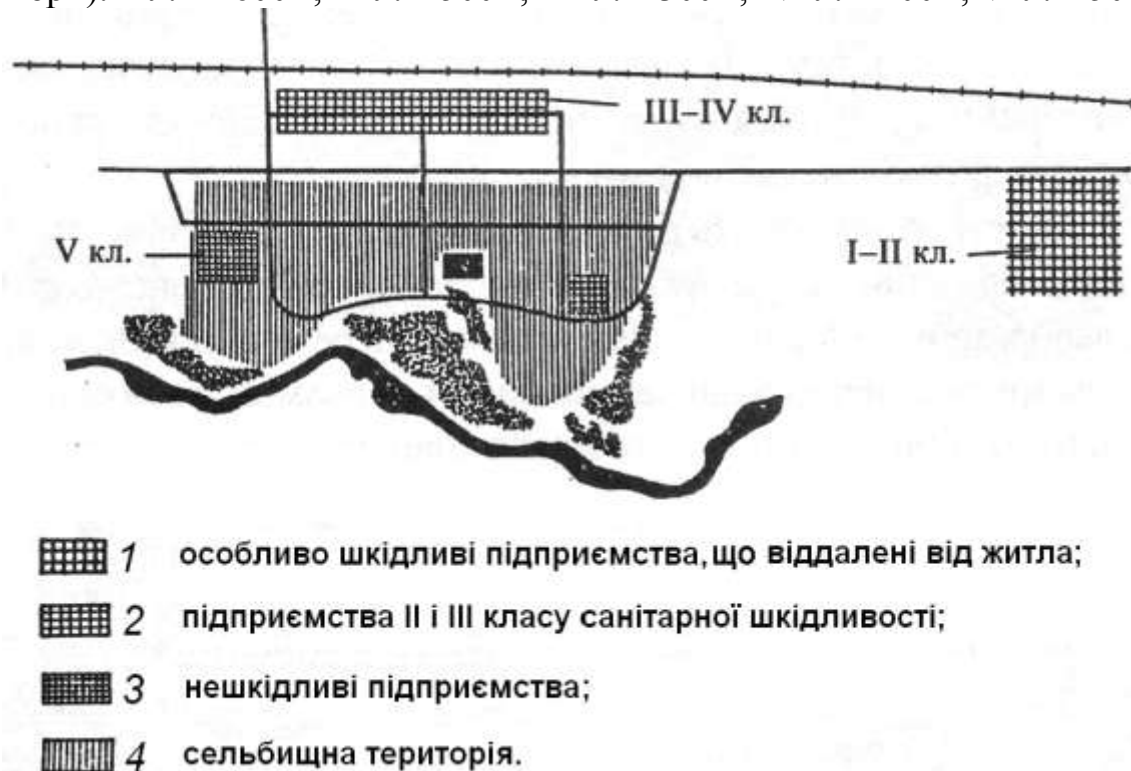 III–IV кл.
V кл.
I–II кл.
1 особливо шкідливі підприємства, що віддалені від житла;
2 підприємства II і III класу санітарної шкідливості;
3 нешкідливі підприємства;
4 сельбищна територія.